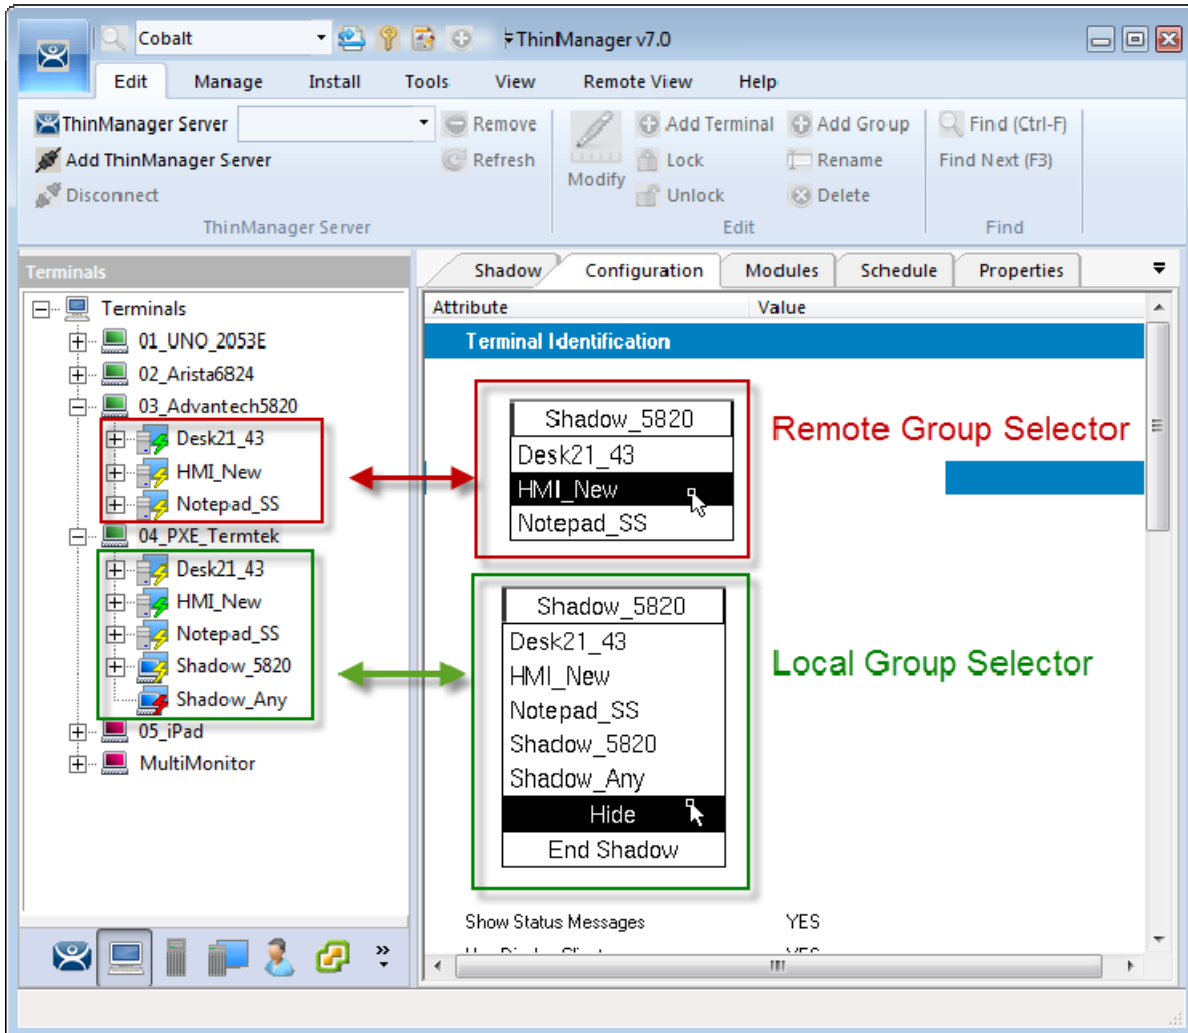 Cobalt
ThinManager v7.0
Edit Manage Install Tools View Remote View Help
ThinManager Server Remove Add Terminal Add Group Find (Ctrl-F)
Add ThinManager Server Refresh Modify Lock Rename Find Next (F3)
Disconnect Unlock Delete
ThinManager Server Edit Find
Terminals
Terminals
01_UNO_2053E
02_Arista6824
03_Advantech5820
Desk21_43
HMI_New
Notepad_SS
04_PXE_Termtek
Desk21_43
HMI_New
Notepad_SS
Shadow_5820
Shadow_Any
05_iPad
MultiMonitor
Shadow Configuration Modules Schedule Properties
Attribute Value
Terminal Identification
Shadow_5820
Desk21_43
HMI_New
Notepad_SS
Remote Group Selector
Shadow_5820
Desk21_43
HMI_New
Notepad_SS
Shadow_5820
Shadow_Any
Hide
End Shadow
Local Group Selector
Show Status Messages YES